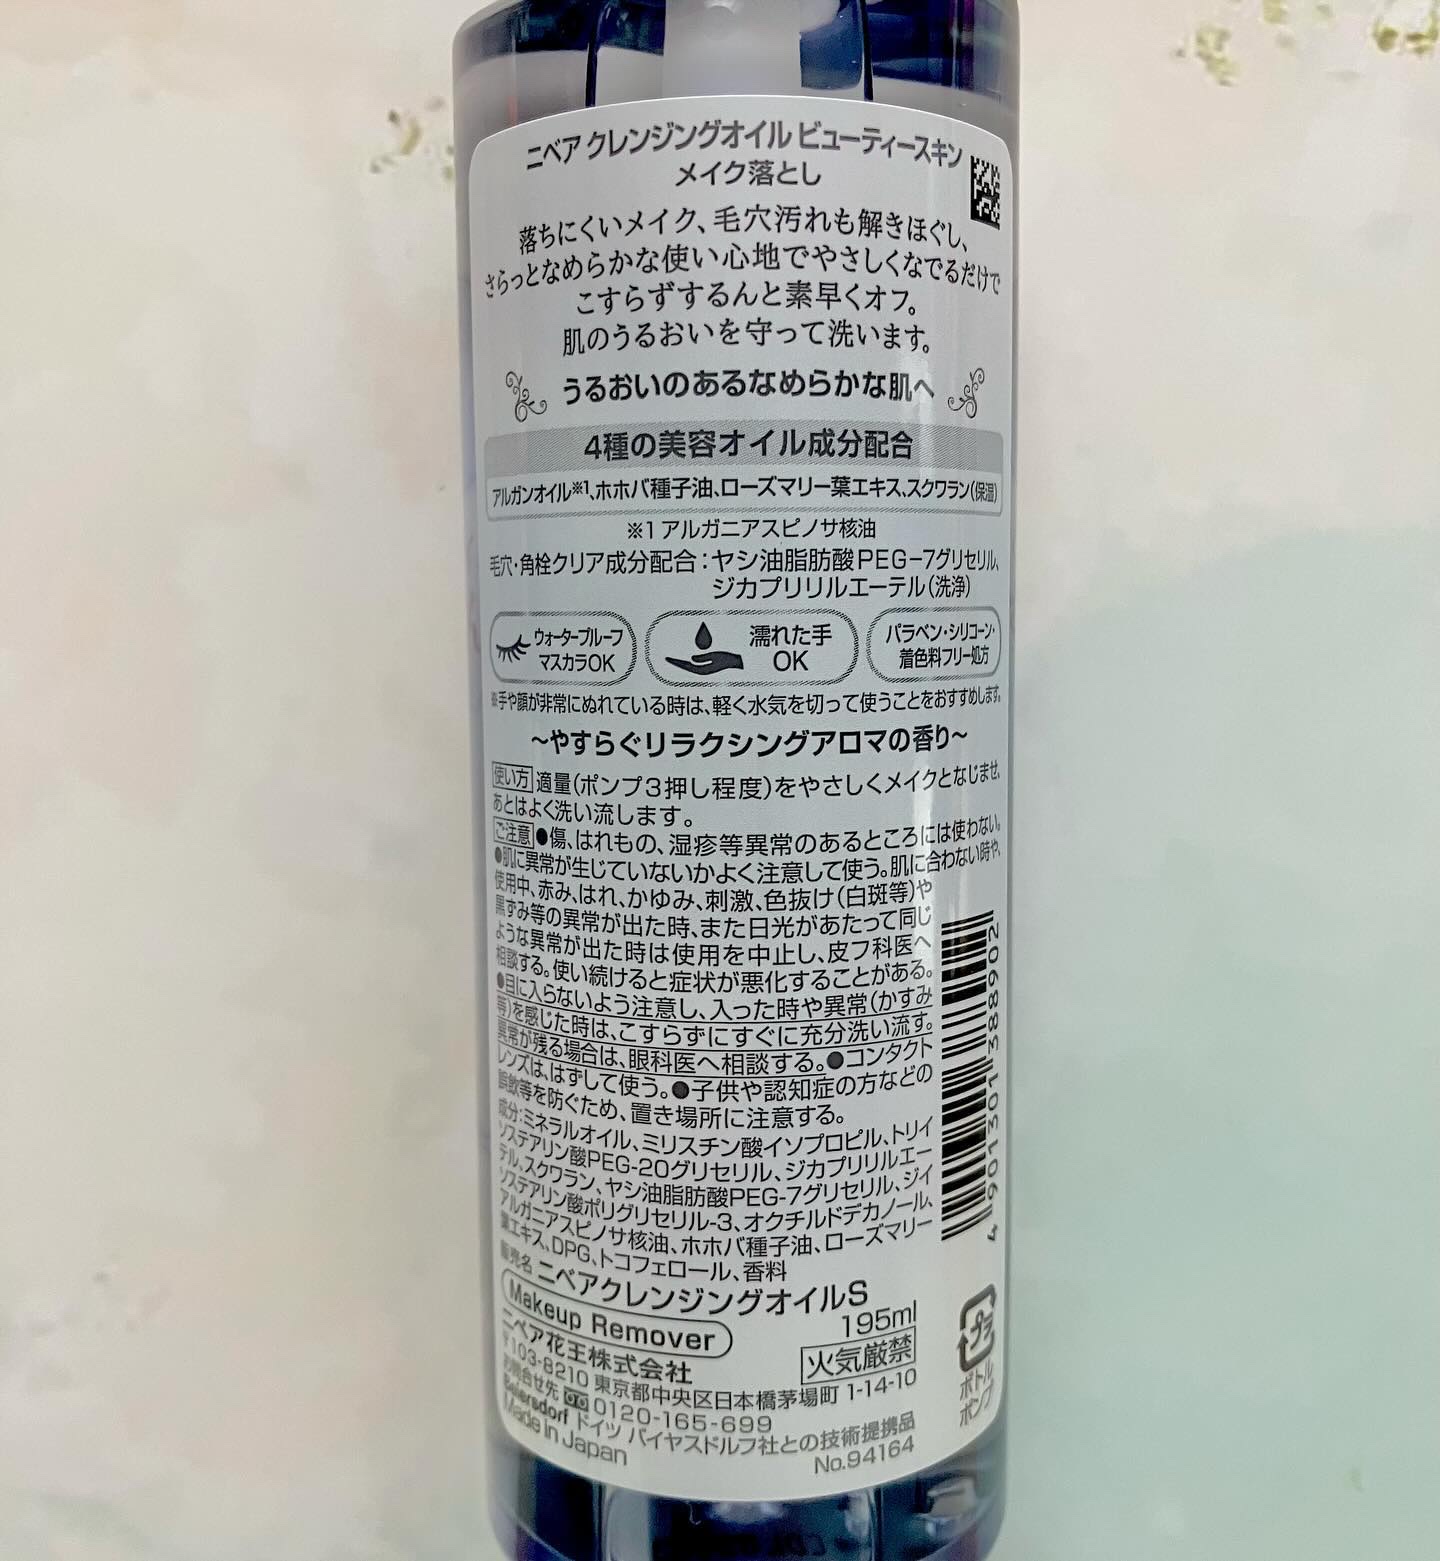 ニベア クレンジングオイル ビューティースキン
メイク落とし
落ちにくいメイク、毛穴汚れも解きほぐし、
さらっとなめらかな使い心地でやさしくなでるだけで
こすらずするんと素早くオフ。
肌のうるおいを守って洗います。
うるおいのあるなめらかな肌へ
4種の美容オイル成分配合
アルガンオイル※1、ホホバ種子油、ローズマリー葉エキス、スクワラン(保湿)
※1 アルガニアスピノサ核油
毛穴・角栓クリア成分配合：ヤシ油脂肪酸PEG-7グリセリル、
ジカプリリルエーテル(洗浄)
ウォータープルーフ
マスカラOK
濡れた手
OK
パラベン・シリコーン・
着色料フリー処方
※手や顔が非常にぬれている時は、軽く水気を切って使うことをおすすめします。
〜やすらぐリラクシングアロマの香り〜
使い方 適量(ポンプ3押し程度)をやさしくメイクとなじませ、
あとはよく洗い流します。
ご注意 ●傷、はれもの、湿疹等異常のあるところには使わない。
●肌に異常が生じていないかよく注意して使う。肌に合わない時や、
使用中、赤み、はれ、かゆみ、刺激、色抜け(白斑等)や
黒ずみ等の異常が出た時、また日光があたって同じ
ような異常が出た時は使用を中止し、皮フ科医へ
相談する。使い続けると症状が悪化することがある。
●目に入らないよう注意し、入った時や異常(かすみ
等)を感じた時は、こすらずにすぐに充分洗い流す。
異常が残る場合は、眼科医へ相談する。●コンタクト
レンズは、はずして使う。●子供や認知症の方などの
誤飲等を防ぐため、置き場所に注意する。
成分：ミネラルオイル、ミリスチン酸イソプロピル、トリイ
ソステアリン酸PEG-20グリセリル、ジカプリリルエー
テル、スクワラン、ヤシ油脂肪酸PEG-7グリセリル、ジイ
ソステアリン酸ポリグリセリル-3、オクチルドデカノール、
アルガニアスピノサ核油、ホホバ種子油、ローズマリー
葉エキス、DPG、トコフェロール、香料
販売名 ニベアクレンジングオイルS
Makeup Remover
195ml
ニベア花王株式会社
火気厳禁
〒103-8210 東京都中央区日本橋茅場町 1-14-10
お問合せ先 0120-165-699
Beiersdorf ドイツ バイヤスドルフ社との技術提携品
Made in Japan
No.94164
4 901301 388902
プラ
ボトル
ポンプ